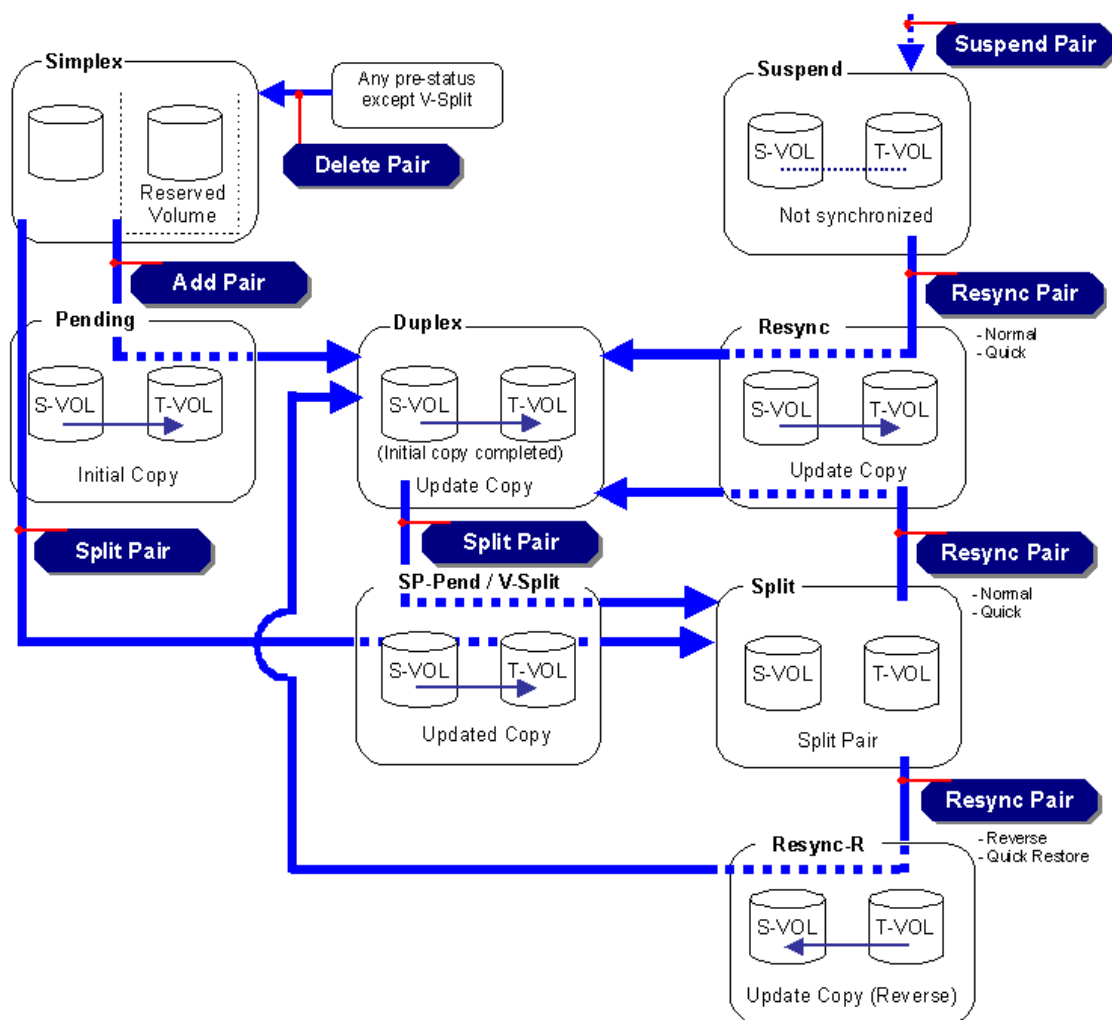 Simplex
Any pre-status
except V-Split
Delete Pair
Reserved
Volume
Suspend Pair
Suspend
S-VOL
T-VOL
Not synchronized
Add Pair
Resync Pair
- Normal
- Quick
Pending
S-VOL
T-VOL
Initial Copy
Duplex
S-VOL
T-VOL
(Initial copy completed)
Update Copy
Resync
S-VOL
T-VOL
Update Copy
Split Pair
Split Pair
Resync Pair
- Normal
- Quick
SP-Pend / V-Split
S-VOL
T-VOL
Updated Copy
Split
S-VOL
T-VOL
Split Pair
Resync Pair
- Reverse
- Quick Restore
Resync-R
S-VOL
T-VOL
Update Copy (Reverse)